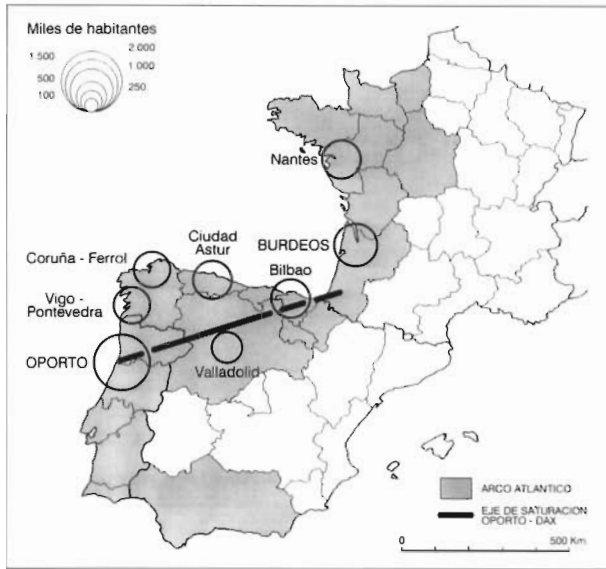 Miles de habitantes
2 000
1 500
1 000
500
250
100
Nantes
Ciudad
Astur
BURDEOS
Coruña - Ferrol
Bilbao
Vigo -
Pontevedra
OPORTO
Valladolid
ARCO ATLANTICO
EJE DE SATURACION
OPORTO - DAX
0
500 Km.